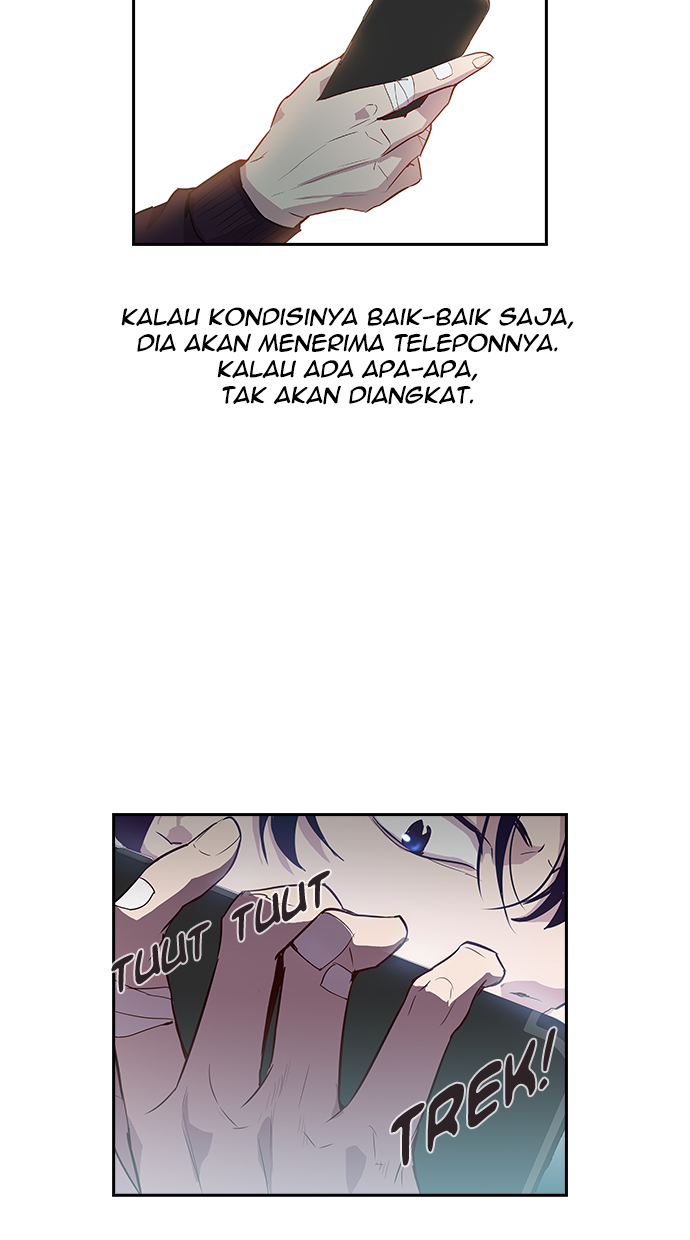 KALAU KONDISINYA BAIK-BAIK SAJA,
DIA AKAN MENERIMA TELEPONNYA.
KALAU ADA APA-APA,
TAK AKAN DIANGKAT.
TUUT TUUT
TREK!